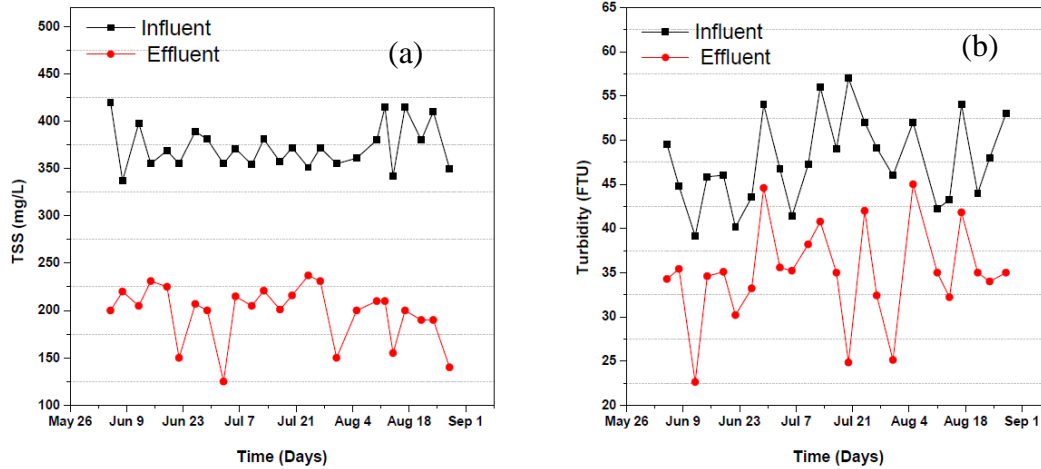 500
450
400
350
300
250
200
150
100
TSS (mg/L)
Influent
Effluent
(a)
May 26 Jun 9 Jun 23 Jul 7 Jul 21 Aug 4 Aug 18 Sep 1
Time (Days)
65
60
55
50
45
40
35
30
25
20
Turbidity (FTU)
Influent
Effluent
(b)
May 26 Jun 9 Jun 23 Jul 7 Jul 21 Aug 4 Aug 18 Sep 1
Time (Days)